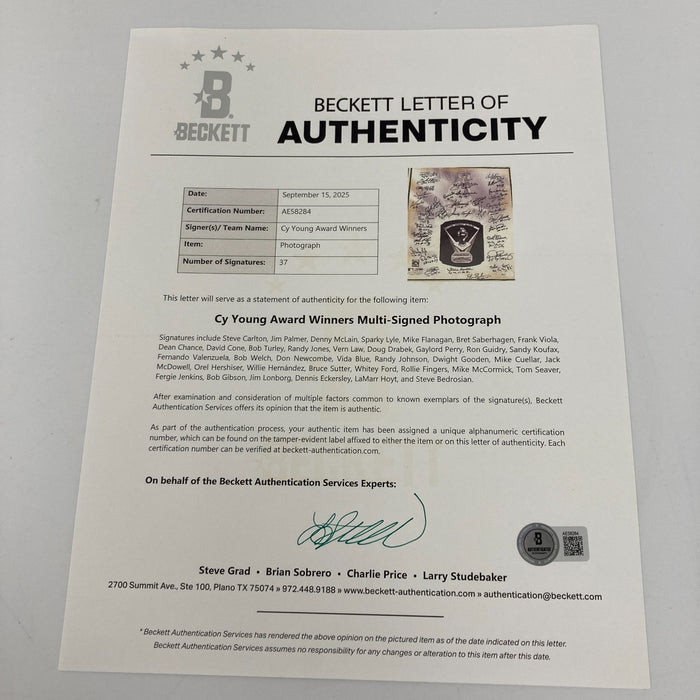 B®
BECKETT
BECKETT LETTER OF
AUTHENTICITY
Date: September 15, 2025
Certification Number: AE58284
Signer(s)/ Team Name: Cy Young Award Winners
Item: Photograph
Number of Signatures: 37
This letter will serve as a statement of authenticity for the following item:
Cy Young Award Winners Multi-Signed Photograph
Signatures include Steve Carlton, Jim Palmer, Denny McLain, Sparky Lyle, Mike Flanagan, Bret Saberhagen, Frank Viola,
Dean Chance, David Cone, Bob Turley, Randy Jones, Vern Law, Doug Drabek, Gaylord Perry, Ron Guidry, Sandy Koufax,
Fernando Valenzuela, Bob Welch, Don Newcombe, Vida Blue, Randy Johnson, Dwight Gooden, Mike Cuellar, Jack
McDowell, Orel Hershiser, Willie Hernández, Bruce Sutter, Whitey Ford, Rollie Fingers, Mike McCormick, Tom Seaver,
Fergie Jenkins, Bob Gibson, Jim Lonborg, Dennis Eckersley, LaMarr Hoyt, and Steve Bedrosian.
After examination and consideration of multiple factors common to known exemplars of the signature(s), Beckett
Authentication Services offers its opinion that the item is authentic.
As part of the authentication process, your authentic item has been assigned a unique alphanumeric certification
number, which can be found on the tamper-evident label affixed to either the item or on this letter of authenticity. Each
certification number can be verified at beckett-authentication.com.
On behalf of the Beckett Authentication Services Experts:
B
AUTHENTICATED
AE58284
Steve Grad • Brian Sobrero • Charlie Price • Larry Studebaker
2700 Summit Ave., Ste 100, Plano TX 75074 » 972.448.9188 » www.beckett-authentication.com » authentication@beckett.com
* Beckett Authentication Services has rendered the above opinion on the pictured item as of the date indicated on this letter.
Beckett Authentication Services assumes no responsibility for any changes or alteration to this item after this date.